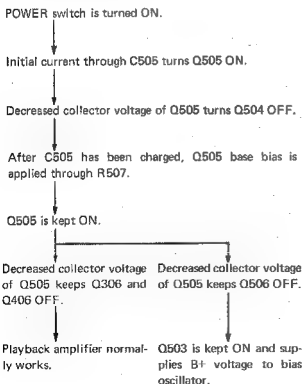 POWER switch is turned ON.
Initial current through C505 turns Q505 ON.
Decreased collector voltage of Q505 turns Q504 OFF.
After C505 has been charged, Q505 base bias is
applied through R507.
Q505 is kept ON.
Decreased collector voltage
of Q505 keeps Q306 and
Q406 OFF.
Decreased collector voltage
of Q505 keeps Q506 OFF.
Playback amplifier normal-
ly works.
Q503 is kept ON and sup-
plies B+ voltage to bias
oscillator.